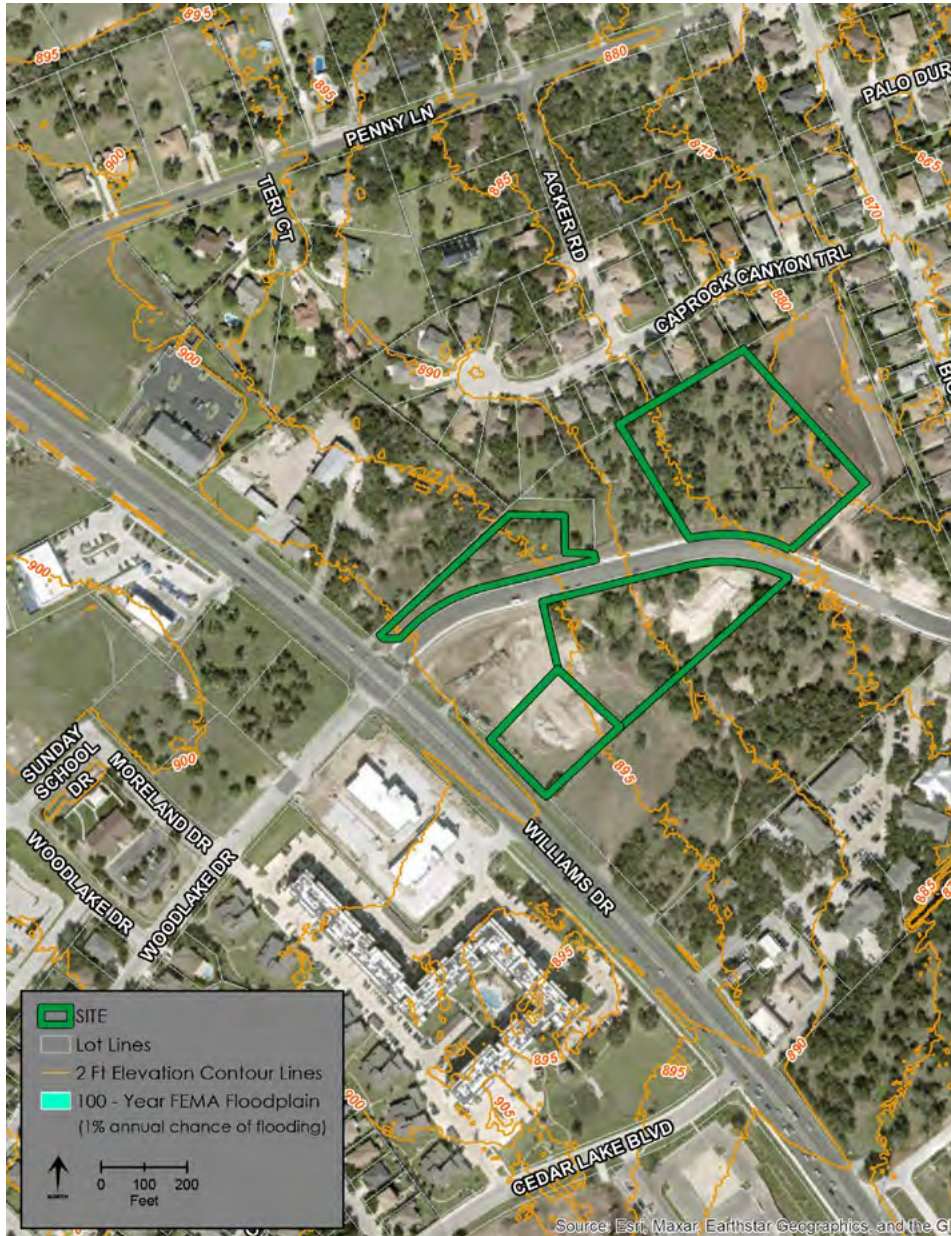 895
895
880
895
PALO DUR
PENNY LN
900
875
865
885
TERI CT
ACKER RD
870
CAPROCK CANYON TRL
880
900
890
900
SUNDAY
SCHOOL
DR
900
MORELAND DR
895
WOODLAKE DR
WOODLAKE DR
WILLIAMS DR
885
895
895
890
895
900
905
CEDAR LAKE BLVD
SITE
Lot Lines
2 Ft Elevation Contour Lines
100 - Year FEMA Floodplain
(1% annual chance of flooding)
NORTH
0 100 200
Feet
Source: Esri, Maxar, Earthstar Geographics, and the G